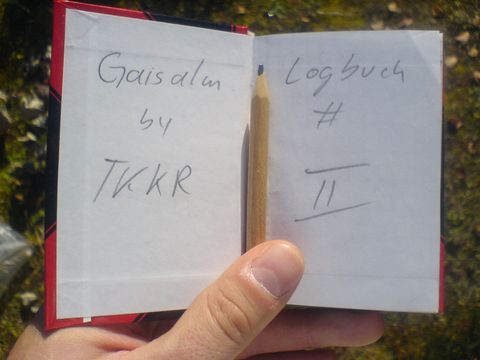 Gaisalm
by
TKKR
Logbuch
#
II